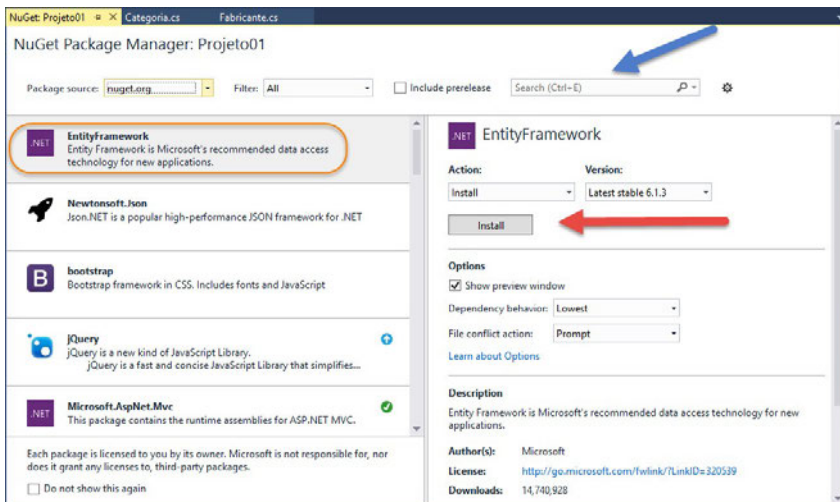 NuGet: Projeto01
Categoria.cs
Fabricante.cs
NuGet Package Manager: Projeto01
Package source: nuget.org
Filter: All
Include prerelease
Search (Ctrl+E)
.NET
EntityFramework
Entity Framework is Microsoft's recommended data access
technology for new applications.
Newtonsoft.Json
Json.NET is a popular high-performance JSON framework for .NET
B
bootstrap
Bootstrap framework in CSS. Includes fonts and JavaScript
jQuery
jQuery is a new kind of JavaScript Library.
jQuery is a fast and concise JavaScript Library that simplifies...
.NET
Microsoft.AspNet.Mvc
This package contains the runtime assemblies for ASP.NET MVC.
Each package is licensed to you by its owner. Microsoft is not responsible for, nor
does it grant any licenses to, third-party packages.
Do not show this again
.NET
EntityFramework
Action:
Version:
Install
Latest stable 6.1.3
Install
Options
Show preview window
Dependency behavior: Lowest
File conflict action: Prompt
Learn about Options
Description
Entity Framework is Microsoft's recommended data access technology for new
applications.
Author(s): Microsoft
License: http://go.microsoft.com/fwlink/?LinkID=320539
Downloads: 14,740,928